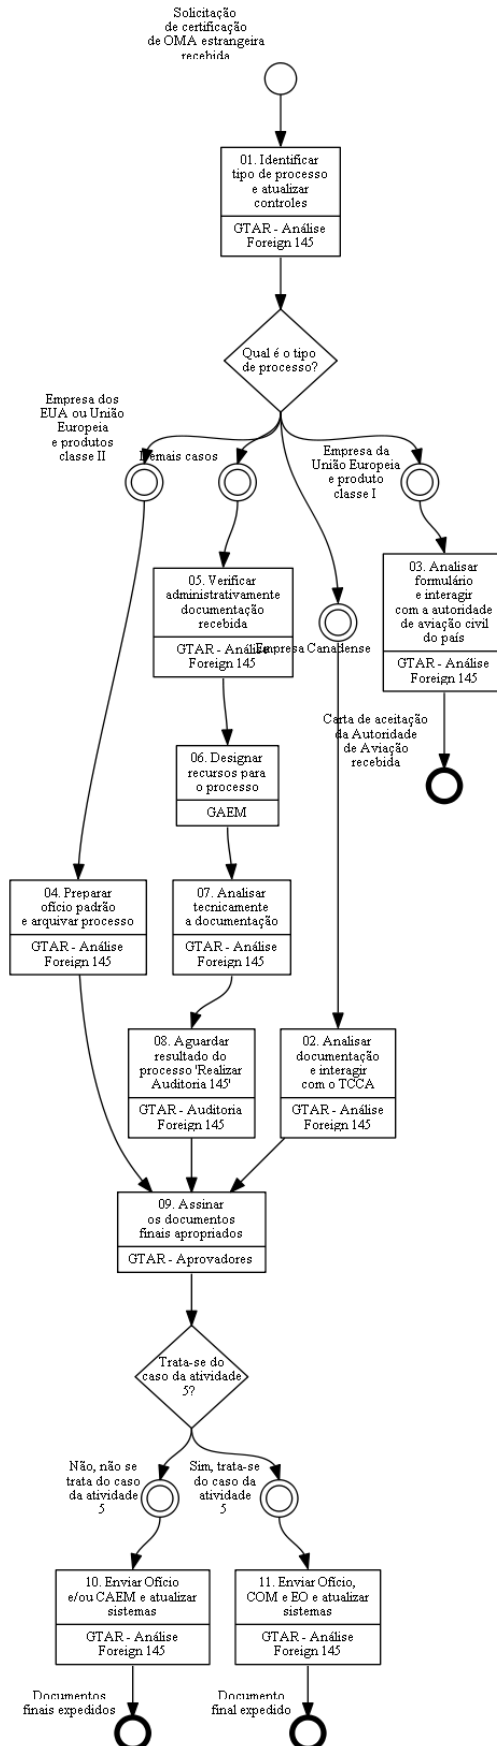 Solicitação
de certificação
de OMA estrangeira
recebida
01. Identificar
tipo de processo
e atualizar
controles
GTAR - Análise
Foreign 145
Qual é o tipo
de processo?
Empresa dos
EUA ou União
Europeia
e produtos
classe II
Demais casos
Empresa da
União Europeia
e produto
classe I
03. Analisar
formulário
e interagir
com a autoridade
de aviação civil
do país
GTAR - Análise
Foreign 145
05. Verificar
administrativamente
documentação
recebida
GTAR - Análise
Foreign 145
Empresa Canadense
Carta de aceitação
da Autoridade
de Aviação
recebida
06. Designar
recursos para
o processo
GAEM
04. Preparar
ofício padrão
e arquivar processo
GTAR - Análise
Foreign 145
07. Analisar
tecnicamente
a documentação
GTAR - Análise
Foreign 145
08. Aguardar
resultado do
processo 'Realizar
Auditoria 145'
GTAR - Auditoria
Foreign 145
02. Analisar
documentação
e interagir
com o TCCA
GTAR - Análise
Foreign 145
09. Assinar
os documentos
finais apropriados
GTAR - Aprovadores
Trata-se do
caso da atividade
5?
Não, não se
trata do caso
da atividade
5
Sim, trata-se
do caso da
atividade
5
10. Enviar Ofício
e/ou CAEM e atualizar
sistemas
GTAR - Análise
Foreign 145
11. Enviar Ofício,
COM e EO e atualizar
sistemas
GTAR - Análise
Foreign 145
Documentos
finais expedidos
Documento
final expedido